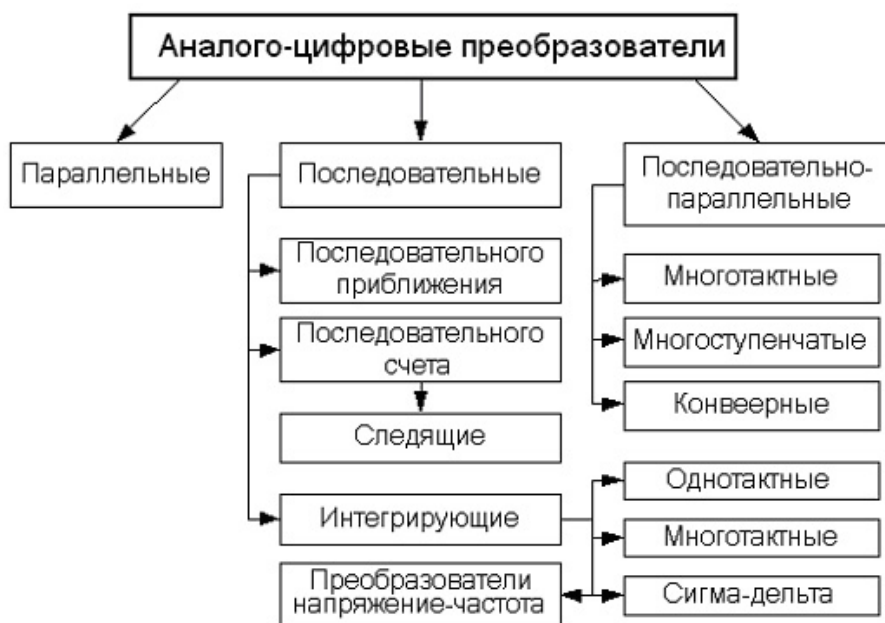 Аналого-цифровые преобразователи
Параллельные
Последовательные
Последовательно-
параллельные
Последовательного
приближения
Последовательного
счета
Следящие
Интегрирующие
Преобразователи
напряжение-частота
Многотактные
Многоступенчатые
Конвеерные
Однотактные
Многотактные
Сигма-дельта